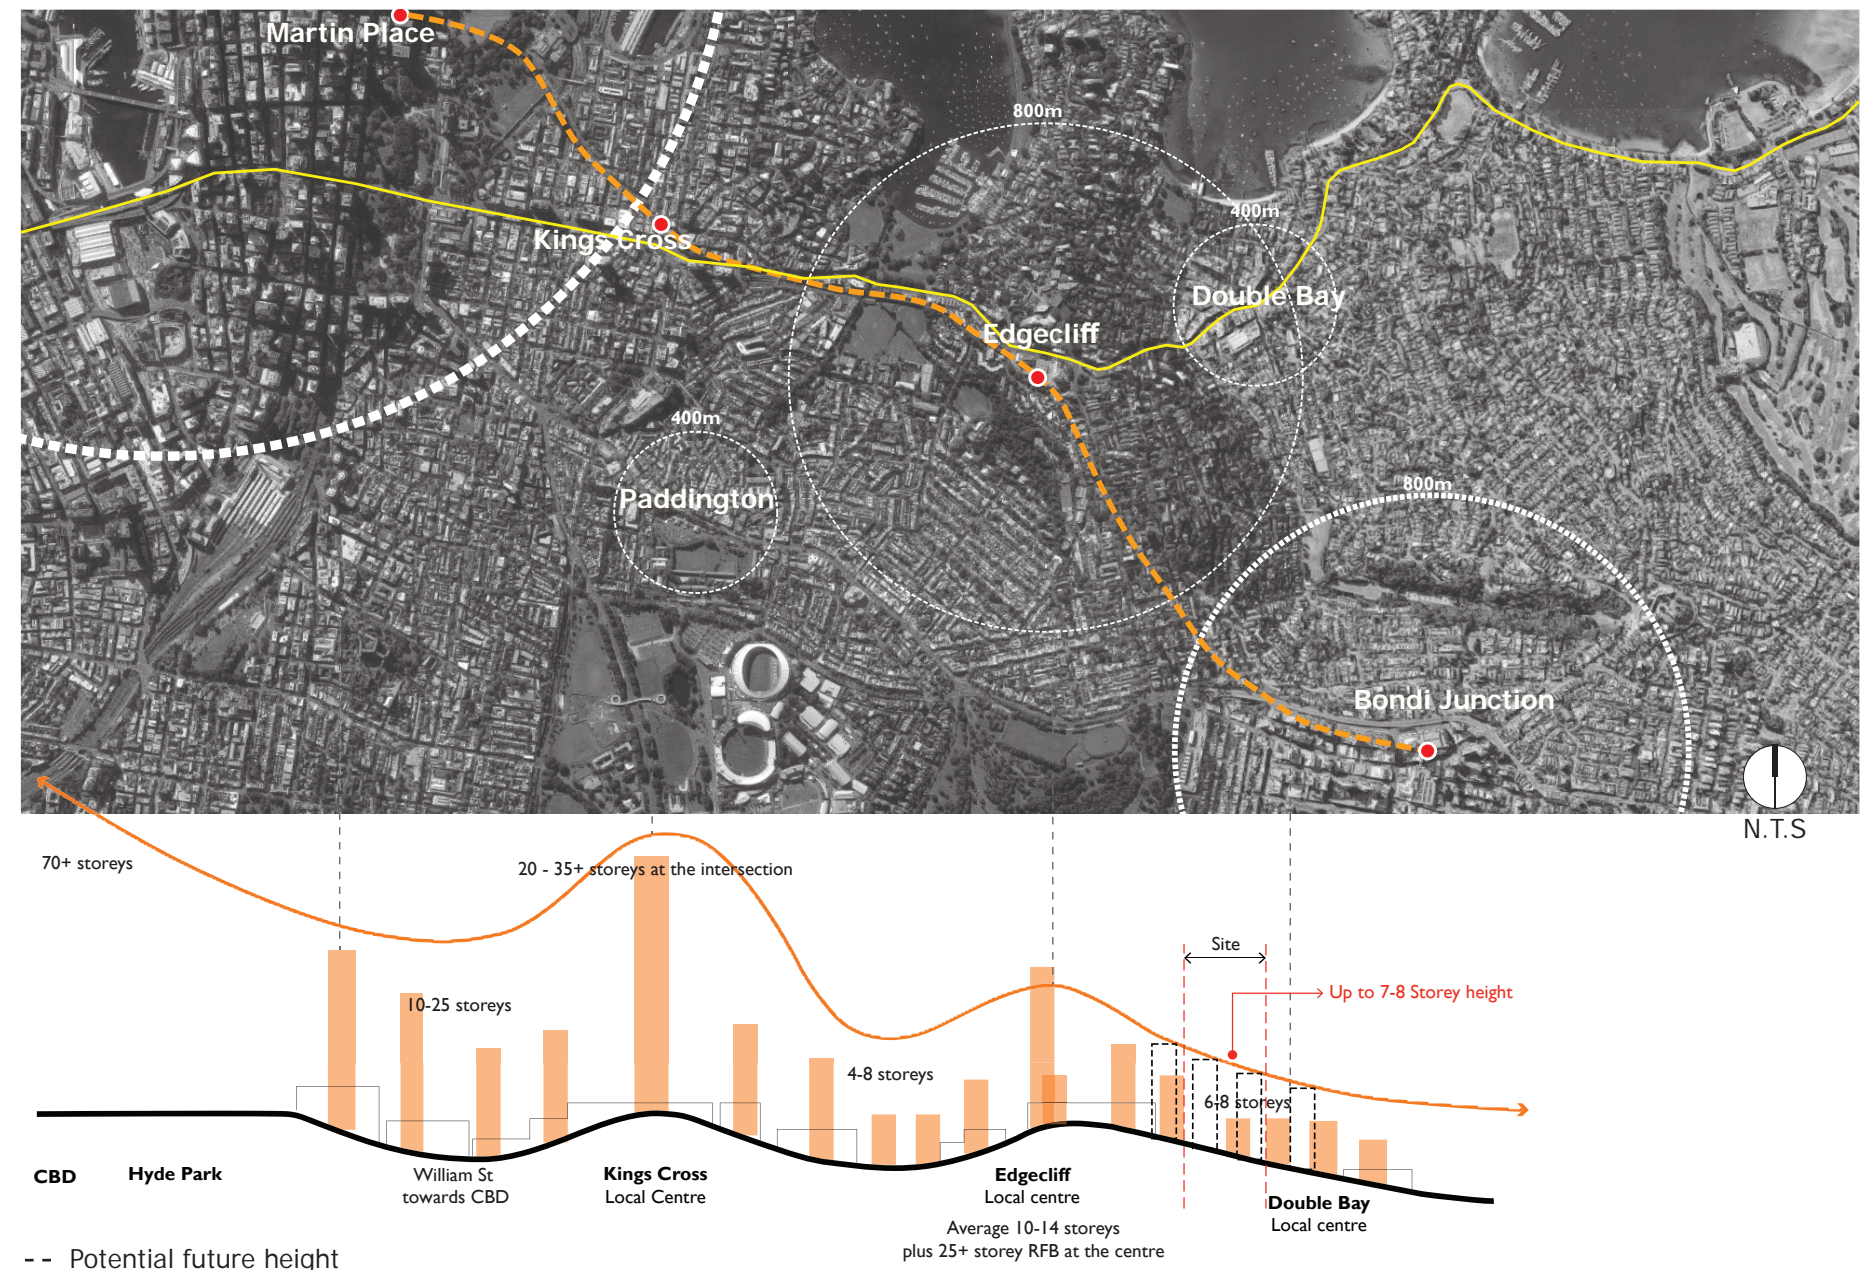 Martin Place
800m
400m
Kings Cross
Double Bay
Edgecliff
400m
Paddington
800m
Bondi Junction
N.T.S
70+ storeys
20 - 35+ storeys at the intersection
Site
Up to 7-8 Storey height
10-25 storeys
4-8 storeys
6-8 storeys
CBD
Hyde Park
William St
towards CBD
Kings Cross
Local Centre
Edgecliff
Local centre
Average 10-14 storeys
plus 25+ storey RFB at the centre
Double Bay
Local centre
-- Potential future height